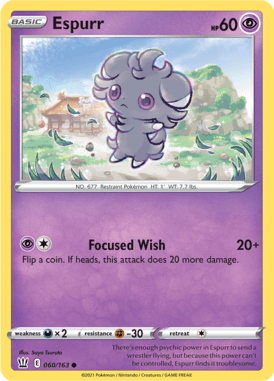 BASIC Espurr HP60
NO. 677 Restraint Pokémon HT: 1' WT: 7.7 lbs.
Focused Wish 20+
Flip a coin. If heads, this attack does 20 more damage.
weakness ×2 resistance -30 retreat
Illus. Saya Tsuruta
There's enough psychic power in Espurr to send a
wrestler flying, but because this power can't be
controlled, Espurr finds it troublesome.
060/163
©2021 Pokémon / Nintendo / Creatures / GAME FREAK